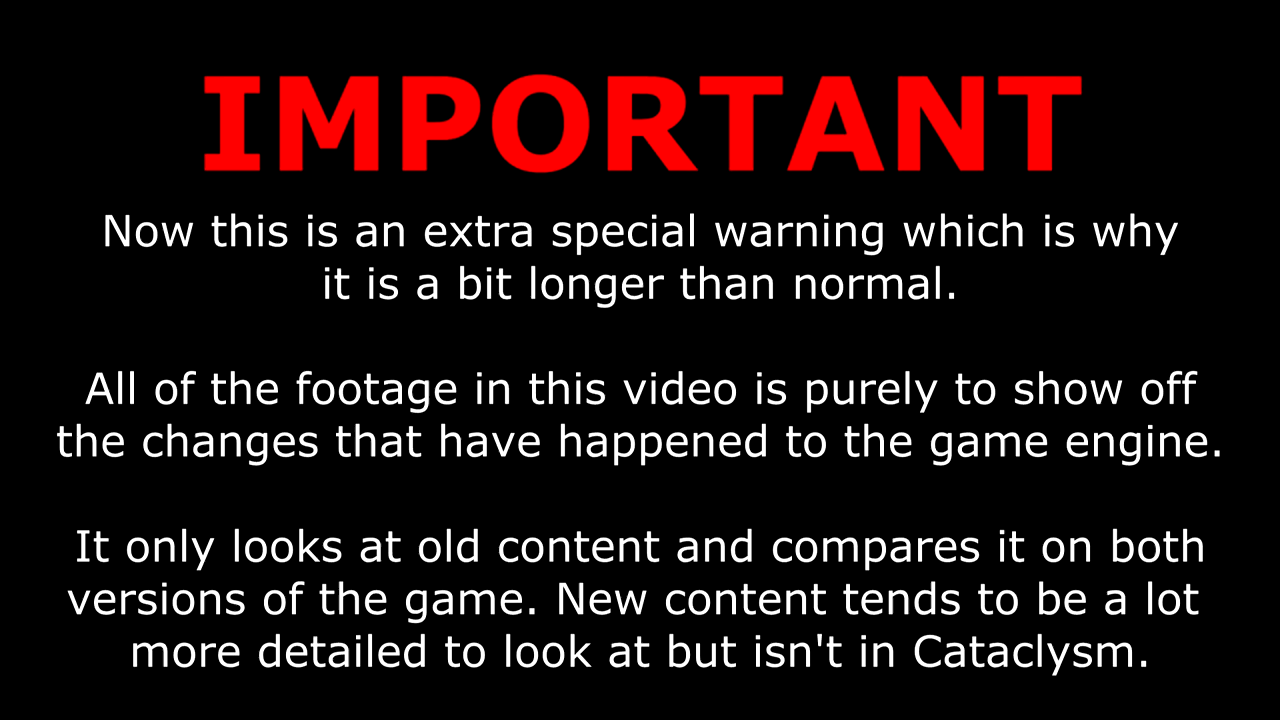 IMPORTANT
Now this is an extra special warning which is why
it is a bit longer than normal.
All of the footage in this video is purely to show off
the changes that have happened to the game engine.
It only looks at old content and compares it on both
versions of the game. New content tends to be a lot
more detailed to look at but isn't in Cataclysm.